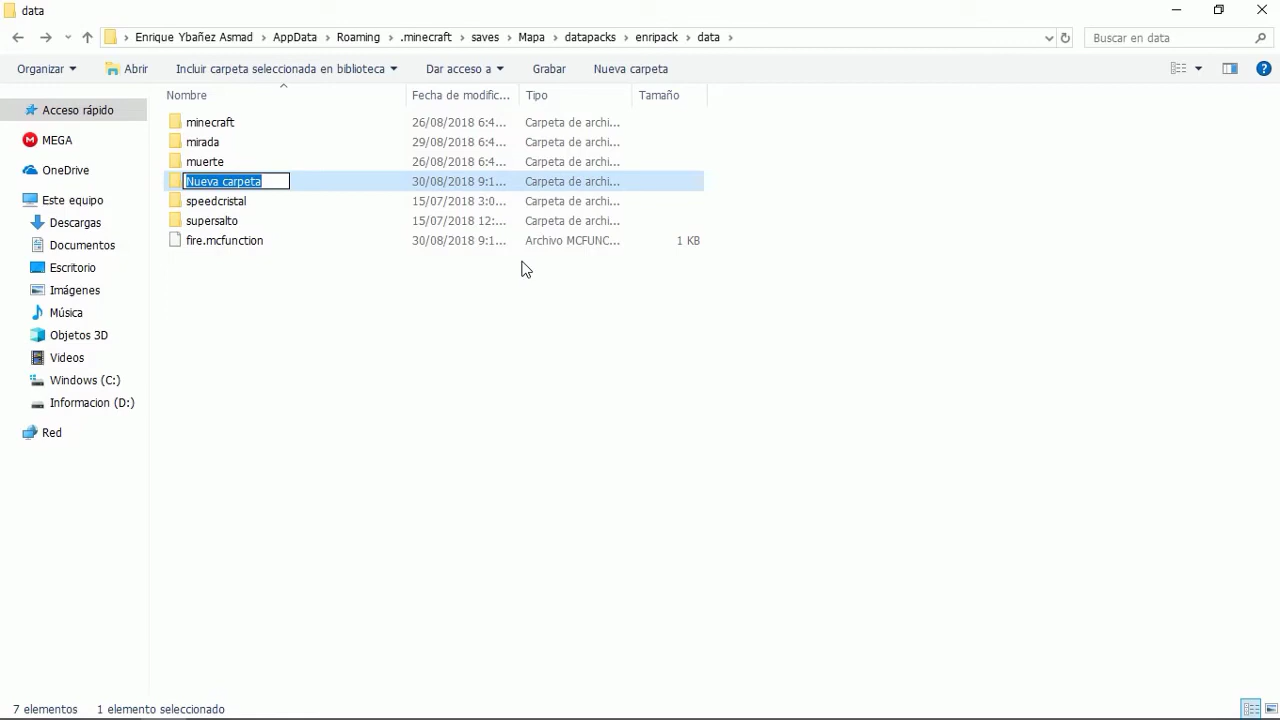 data
Enrique Ybañez Asmad > AppData > Roaming > .minecraft > saves > Mapa > datapacks > enripack > data >
Buscar en data
Organizar Abrir Incluir carpeta seleccionada en biblioteca Dar acceso a Grabar Nueva carpeta
Nombre Fecha de modific... Tipo Tamaño
Acceso rápido
MEGA
OneDrive
Este equipo
Descargas
Documentos
Escritorio
Imágenes
Música
Objetos 3D
Videos
Windows (C:)
Informacion (D:)
Red
minecraft 26/08/2018 6:4... Carpeta de archi...
mirada 29/08/2018 6:4... Carpeta de archi...
muerte 26/08/2018 6:4... Carpeta de archi...
Nueva carpeta 30/08/2018 9:1... Carpeta de archi...
speedcristal 15/07/2018 3:0... Carpeta de archi...
supersalto 15/07/2018 12:... Carpeta de archi...
fire.mcfunction 30/08/2018 9:1... Archivo MCFUNC... 1 KB
7 elementos 1 elemento seleccionado